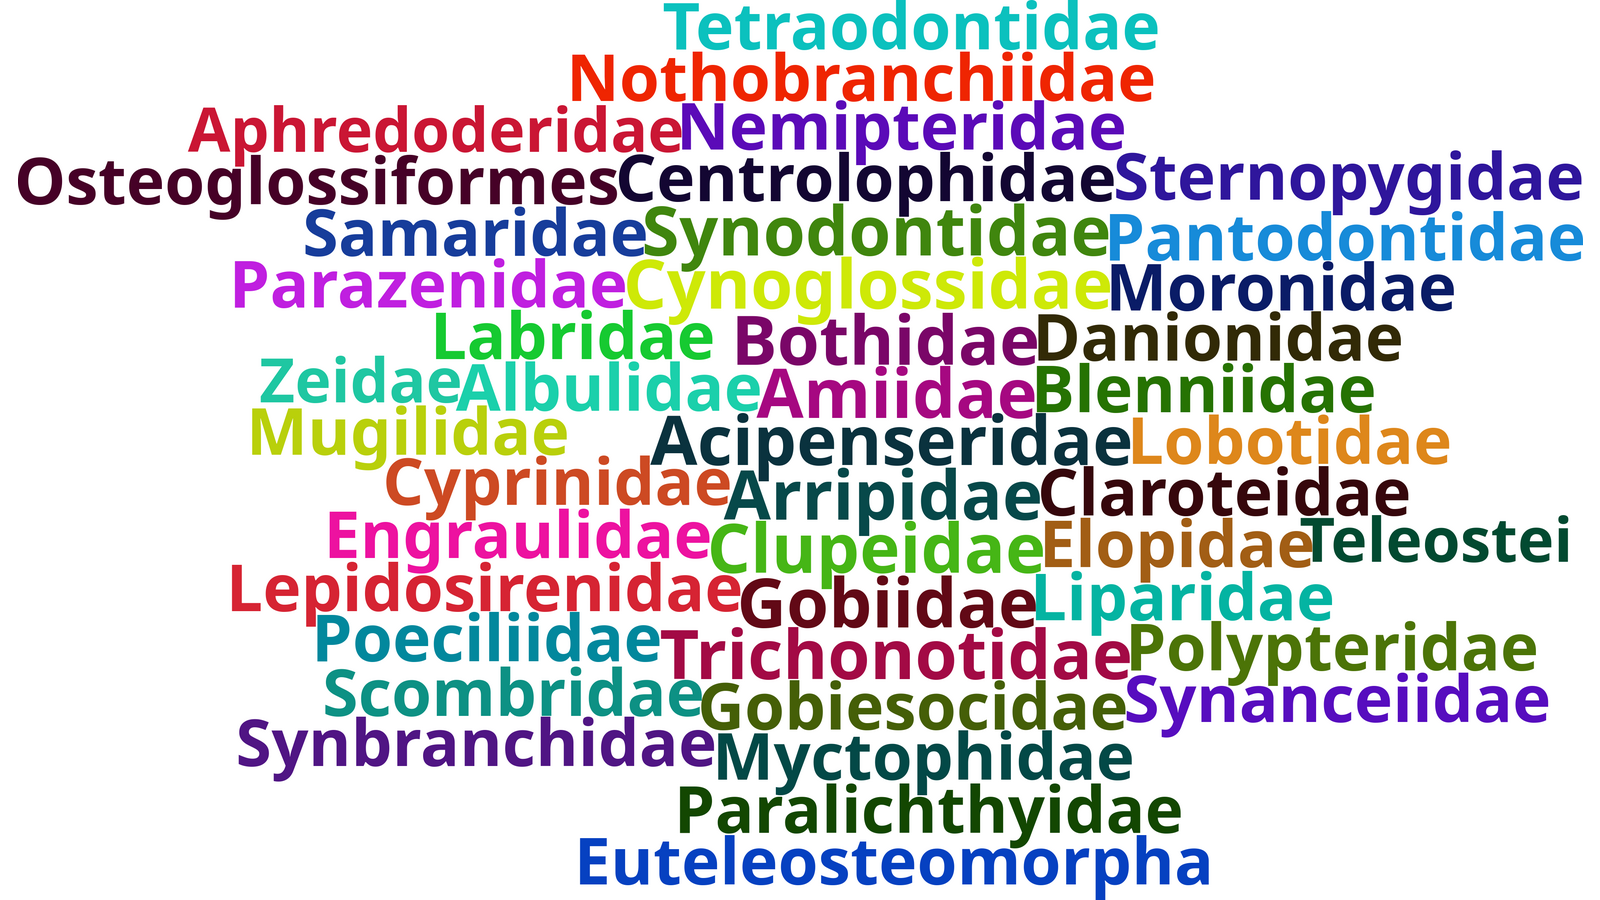 Tetraodontidae
Nothobranchiidae
Aphredoderidae Nemipteridae
Osteoglossiformes Centrolophidae Sternopygidae
Samaridae Synodontidae Pantodontidae
Parazenidae Cynoglossidae Moronidae
Labridae Bothidae Danionidae
Zeidae Albulidae Amiidae Blenniidae
Mugilidae Acipenseridae Lobotidae
Cyprinidae Arripidae Claroteidae
Engraulidae Clupeidae Elopidae Teleostei
Lepidosirenidae Gobiidae Liparidae
Poeciliidae Trichonotidae Polypteridae
Scombridae Gobiesocidae Synanceiidae
Synbranchidae Myctophidae
Paralichthyidae
Euteleosteomorpha